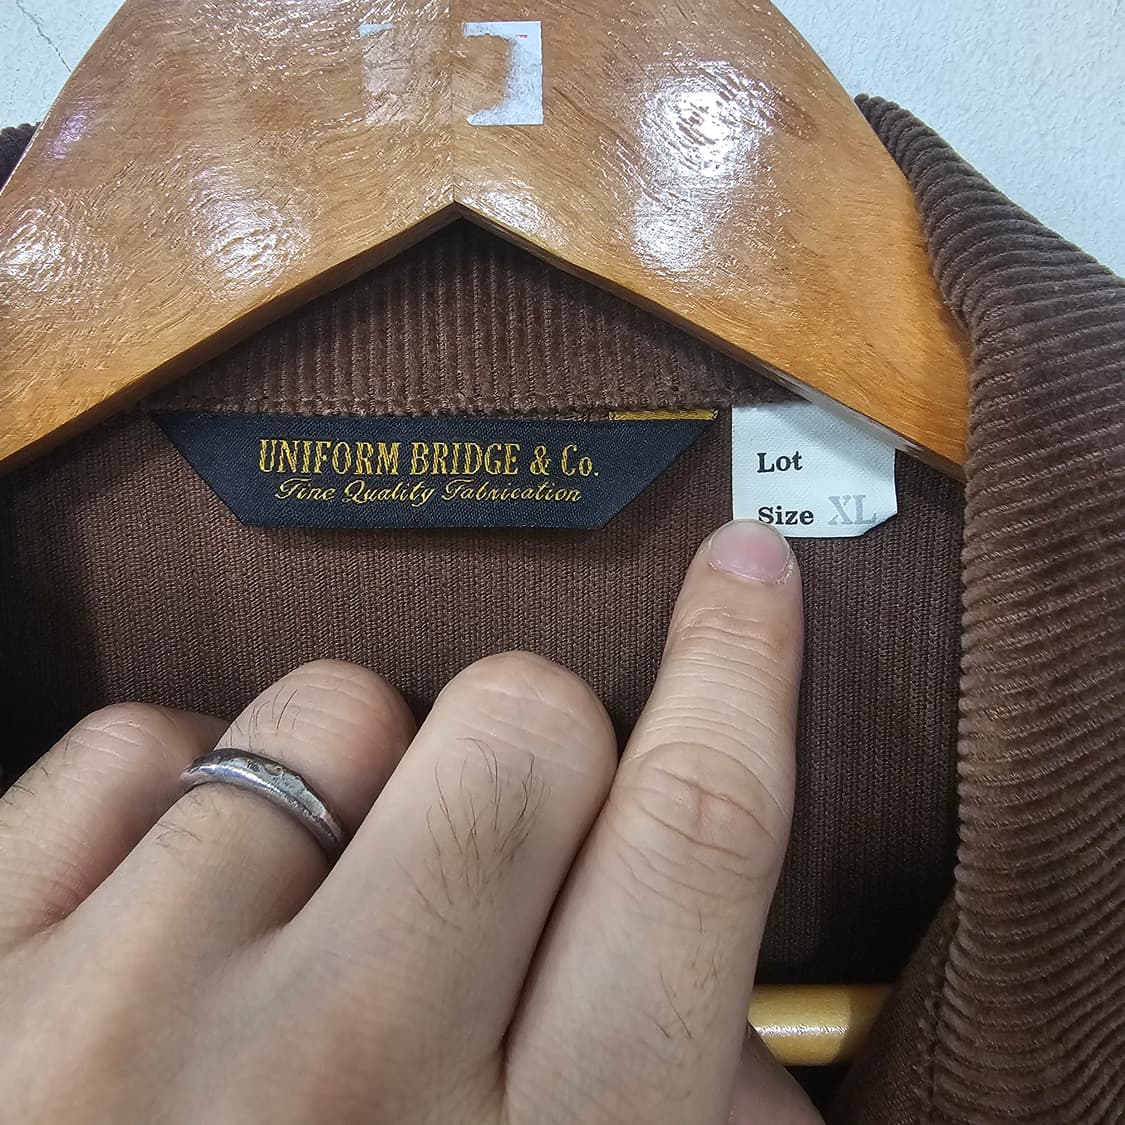 UNIFORM BRIDGE & Co.
Fine Quality Fabrication
Lot
Size XL